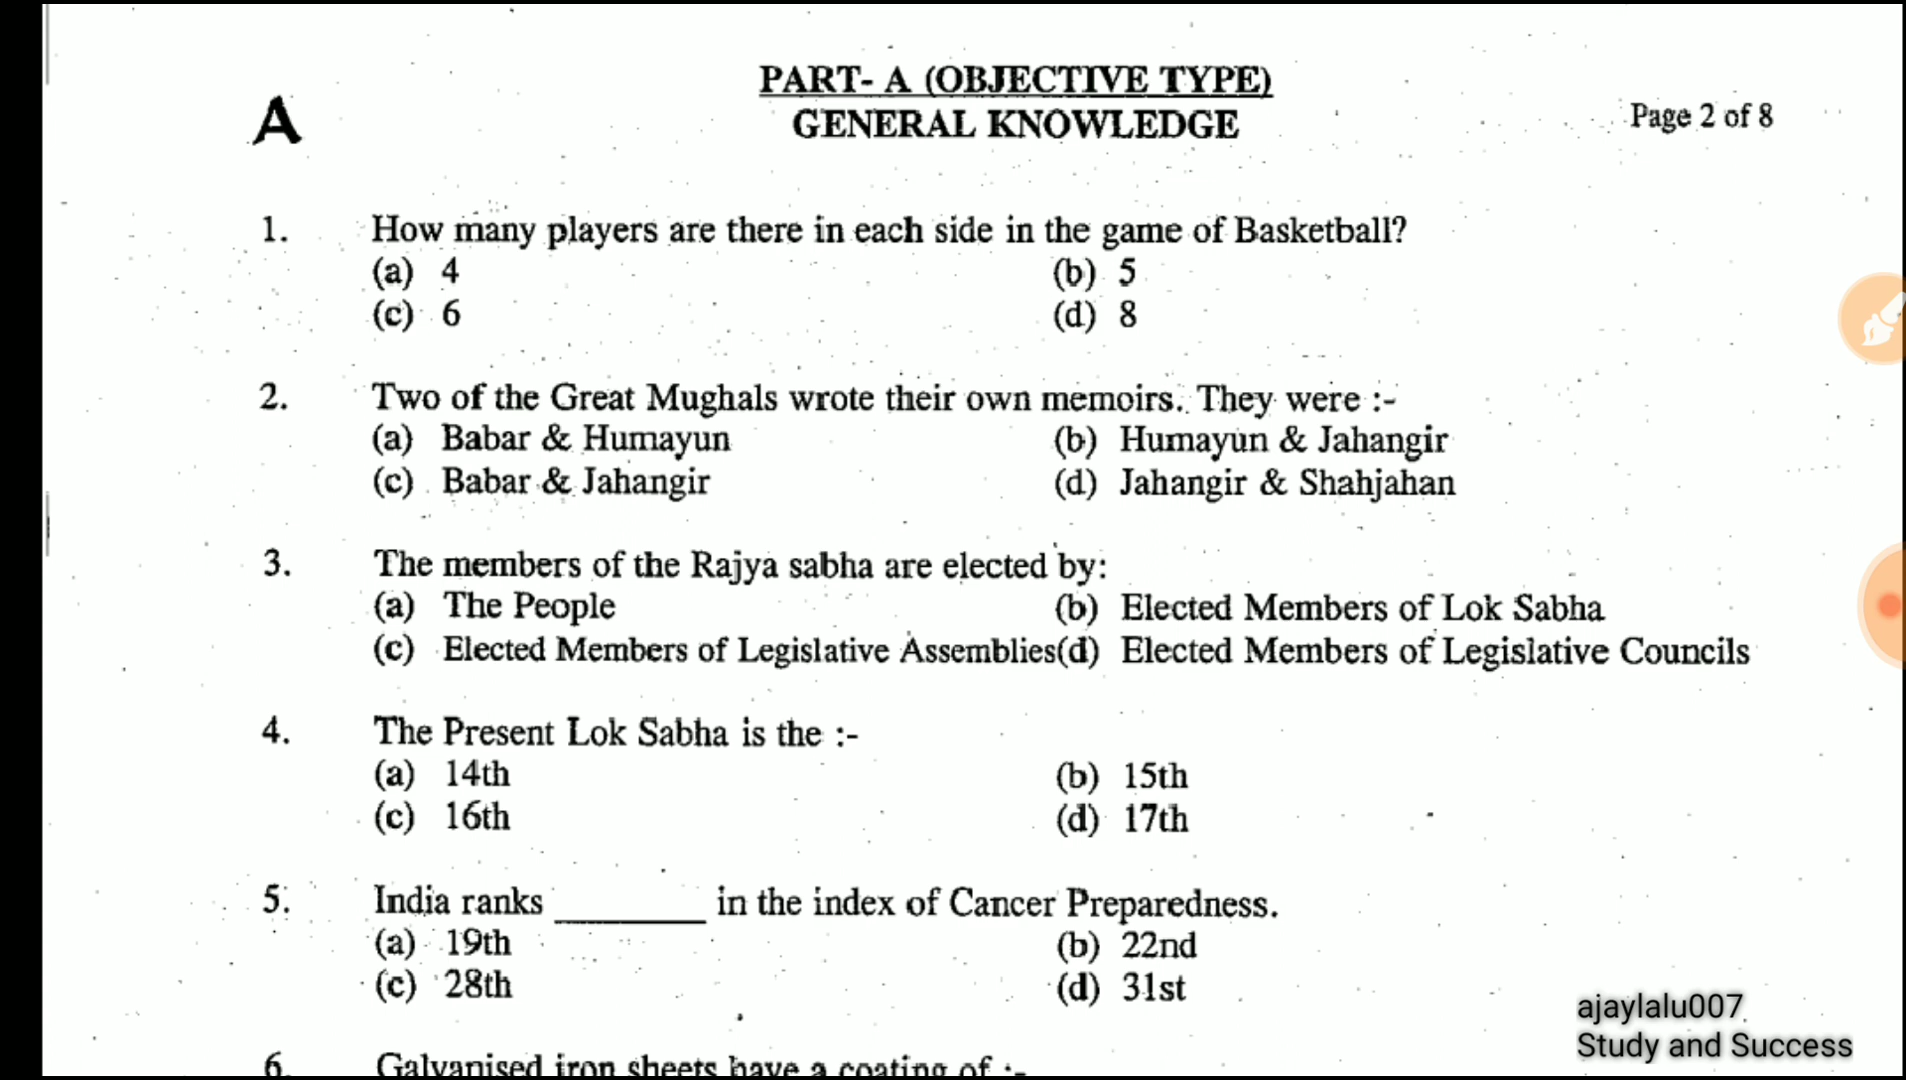 PART- A (OBJECTIVE TYPE)
A
GENERAL KNOWLEDGE
Page 2 of 8
1. How many players are there in each side in the game of Basketball?
(a) 4 (b) 5
(c) 6 (d) 8
2. Two of the Great Mughals wrote their own memoirs. They were :-
(a) Babar & Humayun (b) Humayun & Jahangir
(c) Babar & Jahangir (d) Jahangir & Shahjahan
3. The members of the Rajya sabha are elected by:
(a) The People (b) Elected Members of Lok Sabha
(c) Elected Members of Legislative Assemblies(d) Elected Members of Legislative Councils
4. The Present Lok Sabha is the :-
(a) 14th (b) 15th
(c) 16th (d) 17th
5. India ranks ________ in the index of Cancer Preparedness.
(a) 19th (b) 22nd
(c) 28th (d) 31st
6. Galvanised iron sheets have a coating of :-
ajaylalu007
Study and Success